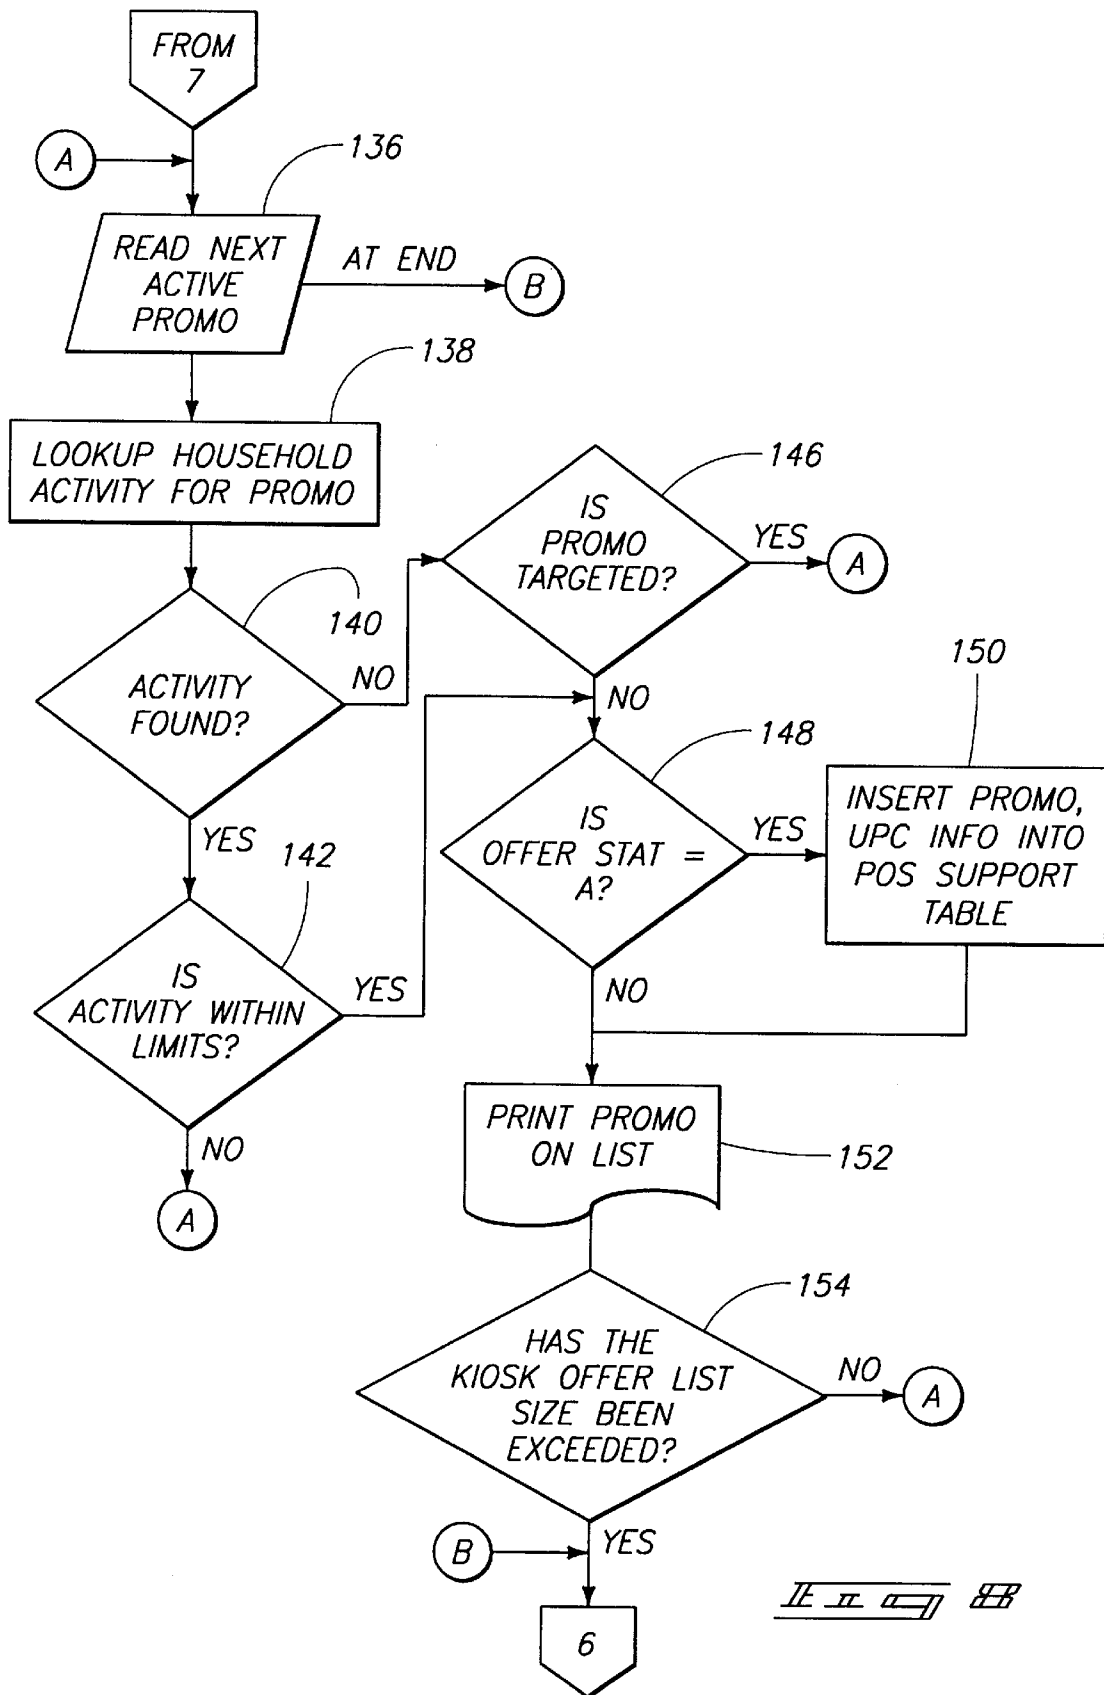 FROM
7
A
136
READ NEXT
ACTIVE
PROMO
AT END
B
138
LOOKUP HOUSEHOLD
ACTIVITY FOR PROMO
146
IS
PROMO
TARGETED?
YES
A
140
ACTIVITY
FOUND?
NO
NO
YES
142
IS
ACTIVITY WITHIN
LIMITS?
YES
NO
A
148
IS
OFFER STAT =
A?
YES
150
INSERT PROMO,
UPC INFO INTO
POS SUPPORT
TABLE
NO
PRINT PROMO
ON LIST
152
154
HAS THE
KIOSK OFFER LIST
SIZE BEEN
EXCEEDED?
NO
A
B
YES
6
Fig 8